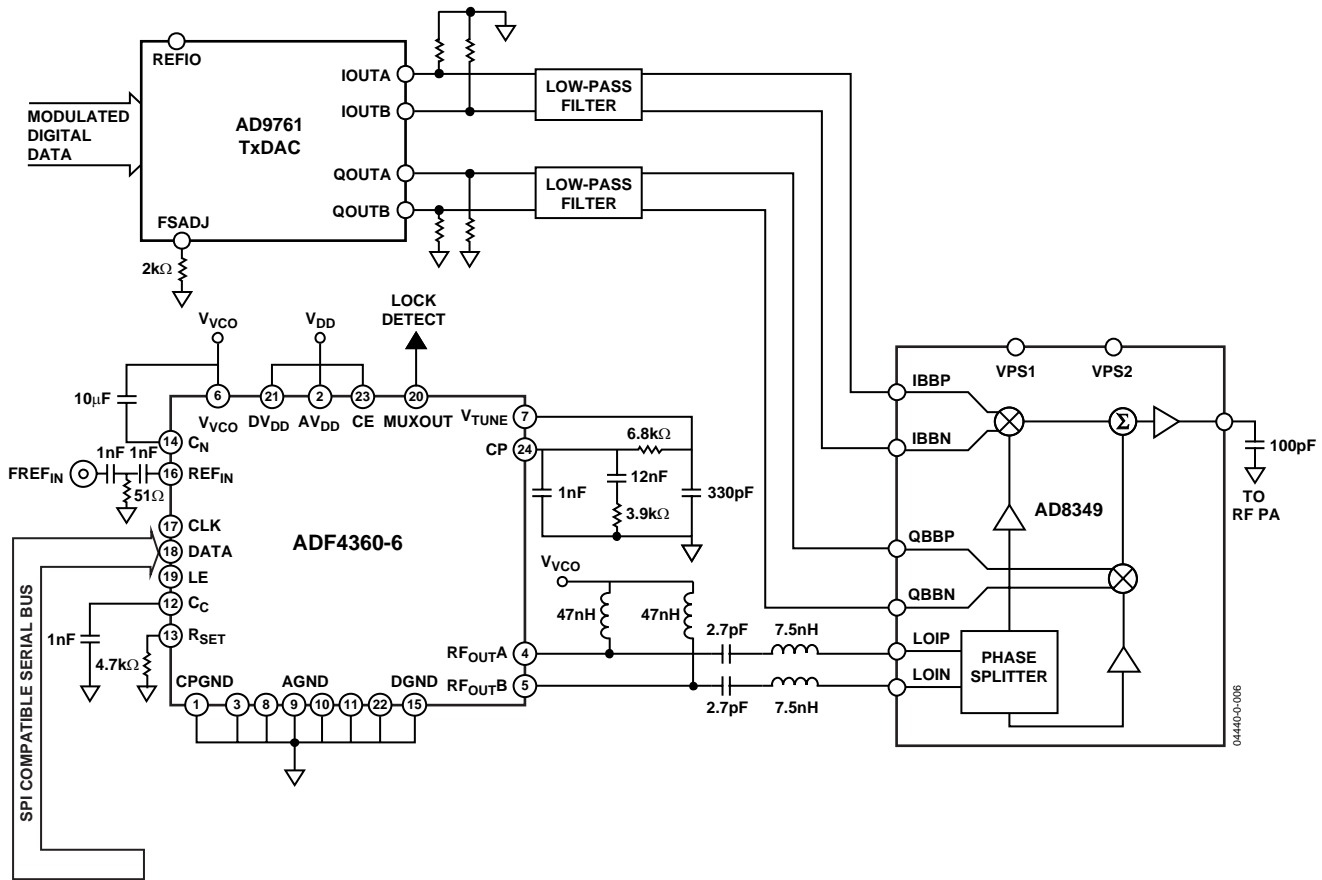 REFIO
IOUTA
IOUTB
QOUTA
QOUTB
MODULATED
DIGITAL
DATA
AD9761
TxDAC
LOW-PASS
FILTER
LOW-PASS
FILTER
FSADJ
2kΩ
LOCK
DETECT
VVCO
VDD
10μF
6
21
2
23
20
VVCO
DVDD
AVDD
CE
MUXOUT
VTUNE
7
CP
24
14
CN
1nF
1nF
FREFIN
16
REFIN
51Ω
17
CLK
18
DATA
19
LE
12
CC
13
RSET
1nF
4.7kΩ
ADF4360-6
6.8kΩ
12nF
1nF
330pF
3.9kΩ
VVCO
47nH
47nH
2.7pF
7.5nH
RFOUTA
4
RFOUTB
5
2.7pF
7.5nH
CPGND
AGND
DGND
1
3
8
9
10
11
22
15
SPI COMPATIBLE SERIAL BUS
VPS1
VPS2
IBBP
IBBN
Σ
100pF
TO
RF PA
AD8349
QBBP
QBBN
LOIP
LOIN
PHASE
SPLITTER
04440-0-006